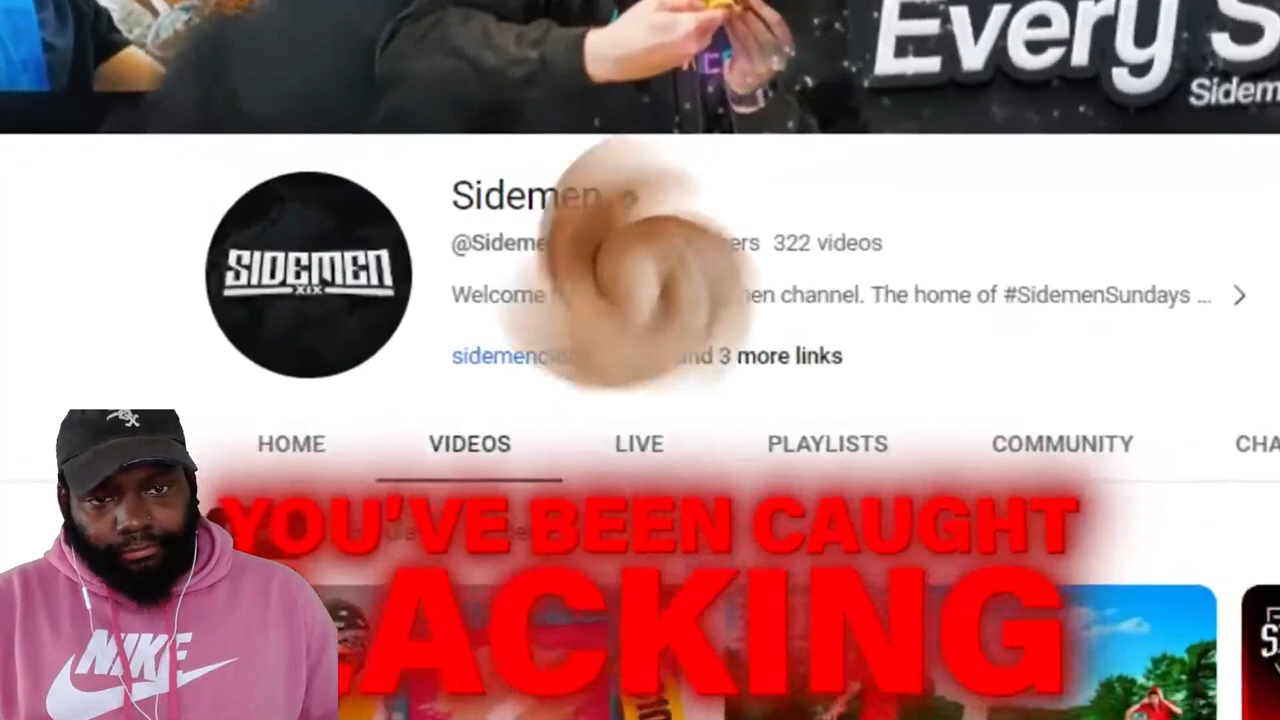 Every S
Sidem
SIDEMEN
XIX
Sidemen
@Sideme ers 322 videos
Welcome en channel. The home of #SidemenSundays ...
sidemenc and 3 more links
HOME VIDEOS LIVE PLAYLISTS COMMUNITY CHA
YOU'VE BEEN CAUGHT
ACKING
NIKE